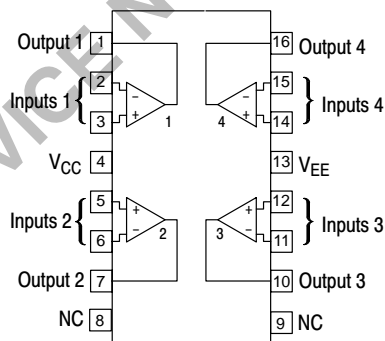 Output 1 1 16 Output 4
Inputs 1 { 2 − 15 − } Inputs 4
3 + 1 4 + 14
VCC 4 13 VEE
Inputs 2 { 5 + 12 + } Inputs 3
6 − 2 3 − 11
Output 2 7 10 Output 3
NC 8 9 NC
VICE N